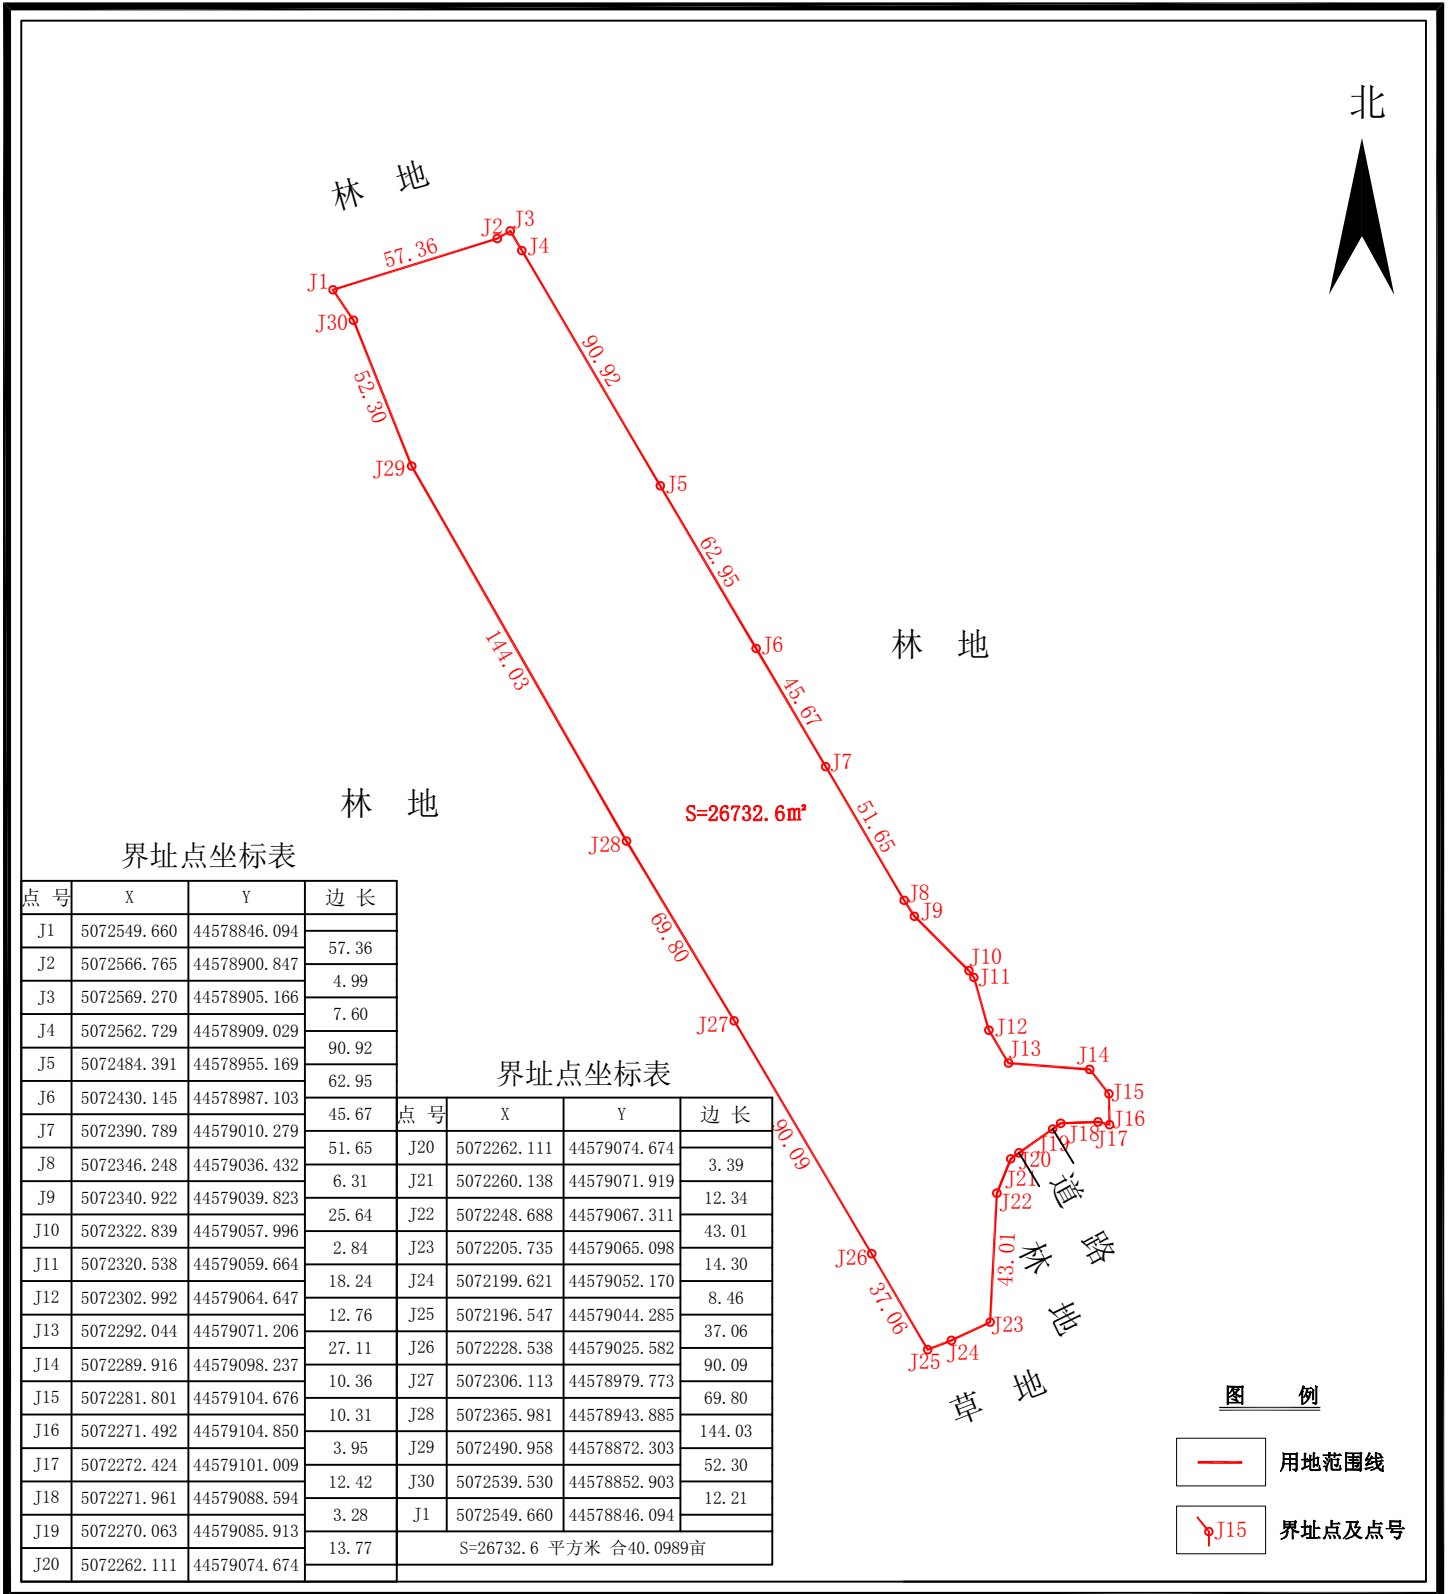 北
林 地
J1
57.36
J2
J3
J4
J30
90.92
52.30
J29
J5
62.95
144.03
J6
林 地
45.67
J7
林 地
S=26732.6㎡
51.65
J28
J8
J9
69.80
J10
J11
J27
J12
J13
J14
J15
J16
J17
J18
J19
J20
J21
J22
道 路
90.09
43.01
林 地
J26
37.06
J23
J24
J25
草 地
界址点坐标表
点 号 X Y 边 长
J1 5072549.660 44578846.094
57.36
J2 5072566.765 44578900.847
4.99
J3 5072569.270 44578905.166
7.60
J4 5072562.729 44578909.029
90.92
J5 5072484.391 44578955.169
62.95
J6 5072430.145 44578987.103
45.67
J7 5072390.789 44579010.279
51.65
J8 5072346.248 44579036.432
6.31
J9 5072340.922 44579039.823
25.64
J10 5072322.839 44579057.996
2.84
J11 5072320.538 44579059.664
18.24
J12 5072302.992 44579064.647
12.76
J13 5072292.044 44579071.206
27.11
J14 5072289.916 44579098.237
10.36
J15 5072281.801 44579104.676
10.31
J16 5072271.492 44579104.850
3.95
J17 5072272.424 44579101.009
12.42
J18 5072271.961 44579088.594
3.28
J19 5072270.063 44579085.913
13.77
J20 5072262.111 44579074.674
界址点坐标表
点 号 X Y 边 长
J20 5072262.111 44579074.674
3.39
J21 5072260.138 44579071.919
12.34
J22 5072248.688 44579067.311
43.01
J23 5072205.735 44579065.098
14.30
J24 5072199.621 44579052.170
8.46
J25 5072196.547 44579044.285
37.06
J26 5072228.538 44579025.582
90.09
J27 5072306.113 44578979.773
69.80
J28 5072365.981 44578943.885
144.03
J29 5072490.958 44578872.303
52.30
J30 5072539.530 44578852.903
12.21
J1 5072549.660 44578846.094
S=26732.6 平方米 合40.0989亩
图 例
用地范围线
J15 界址点及点号